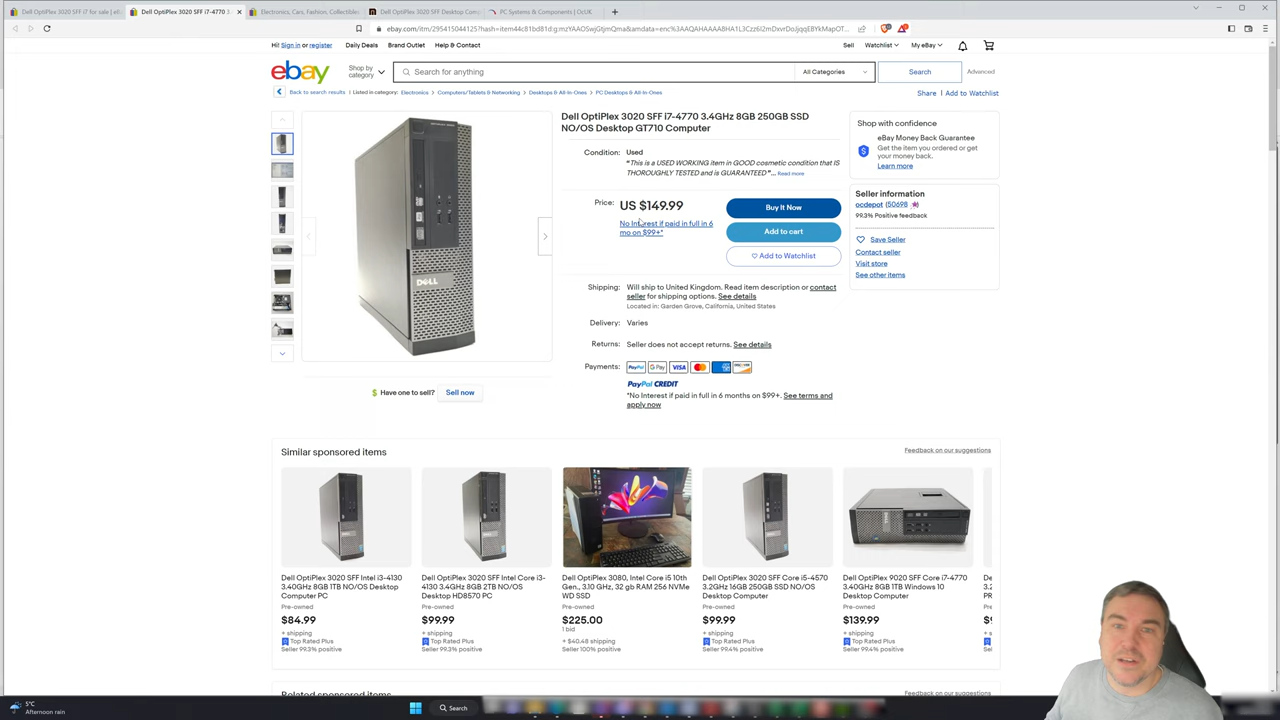 Dell OptiPlex 3020 SFF i7 for sale | eB
Dell OptiPlex 3020 SFF i7-4770 3.
Electronics, Cars, Fashion, Collectibles
Dell OptiPlex 3020 SFF Desktop Com
PC Systems & Components | OcUK
Hi! Sign in or register
Daily Deals
Brand Outlet
Help & Contact
Sell
Watchlist
My eBay
ebay
Shop by
category
Search for anything
All Categories
Search
Advanced
Back to search results
Listed in category:
Electronics
Computers/Tablets & Networking
Desktops & All-In-Ones
PC Desktops & All-In-Ones
Share
Add to Watchlist
Dell OptiPlex 3020 SFF i7-4770 3.4GHz 8GB 250GB SSD
NO/OS Desktop GT710 Computer
Condition:
Used
"This is a USED WORKING item in GOOD cosmetic condition that IS
THOROUGHLY TESTED and is GUARANTEED"... Read more
Price:
US $149.99
No Interest if paid in full in 6
mo on $99+*
Buy It Now
Add to cart
Add to Watchlist
Shipping:
Will ship to United Kingdom. Read item description or contact
seller for shipping options. See details
Located in: Garden Grove, California, United States
Delivery:
Varies
Returns:
Seller does not accept returns. See details
Payments:
PayPal
G Pay
VISA
DISCOVER
PayPal CREDIT
*No Interest if paid in full in 6 months on $99+. See terms and
apply now
Shop with confidence
eBay Money Back Guarantee
Get the item you ordered or get
your money back.
Learn more
Seller information
ocdepot (50698
99.3% Positive feedback
Save Seller
Contact seller
Visit store
See other items
DELL
Have one to sell?
Sell now
Similar sponsored items
Feedback on our suggestions
Dell OptiPlex 3020 SFF Intel i3-4130
3.40GHz 8GB 1TB NO/OS Desktop
Computer PC
Pre-owned
$84.99
+ shipping
Top Rated Plus
Seller 99.3% positive
Dell OptiPlex 3020 SFF Intel Core i3-
4130 3.4GHz 8GB 2TB NO/OS
Desktop HD8570 PC
Pre-owned
$99.99
+ shipping
Top Rated Plus
Seller 99.3% positive
Dell OptiPlex 3080, Intel Core i5 10th
Gen., 3.10 GHz, 32 gb RAM 256 NVMe
WD SSD
Pre-owned
$225.00
1 bid
+ $40.48 shipping
Seller 100% positive
Dell OptiPlex 3020 SFF Core i5-4570
3.2GHz 16GB 250GB SSD NO/OS
Desktop Computer
Pre-owned
$99.99
+ shipping
Top Rated Plus
Seller 99.4% positive
Dell OptiPlex 9020 SFF Core i7-4770
3.40GHz 8GB 1TB Windows 10
Desktop Computer
Pre-owned
$139.99
+ shipping
Top Rated Plus
Seller 99.4% positive
Related sponsored items
Feedback on our suggestions
5°C
Afternoon rain
Search